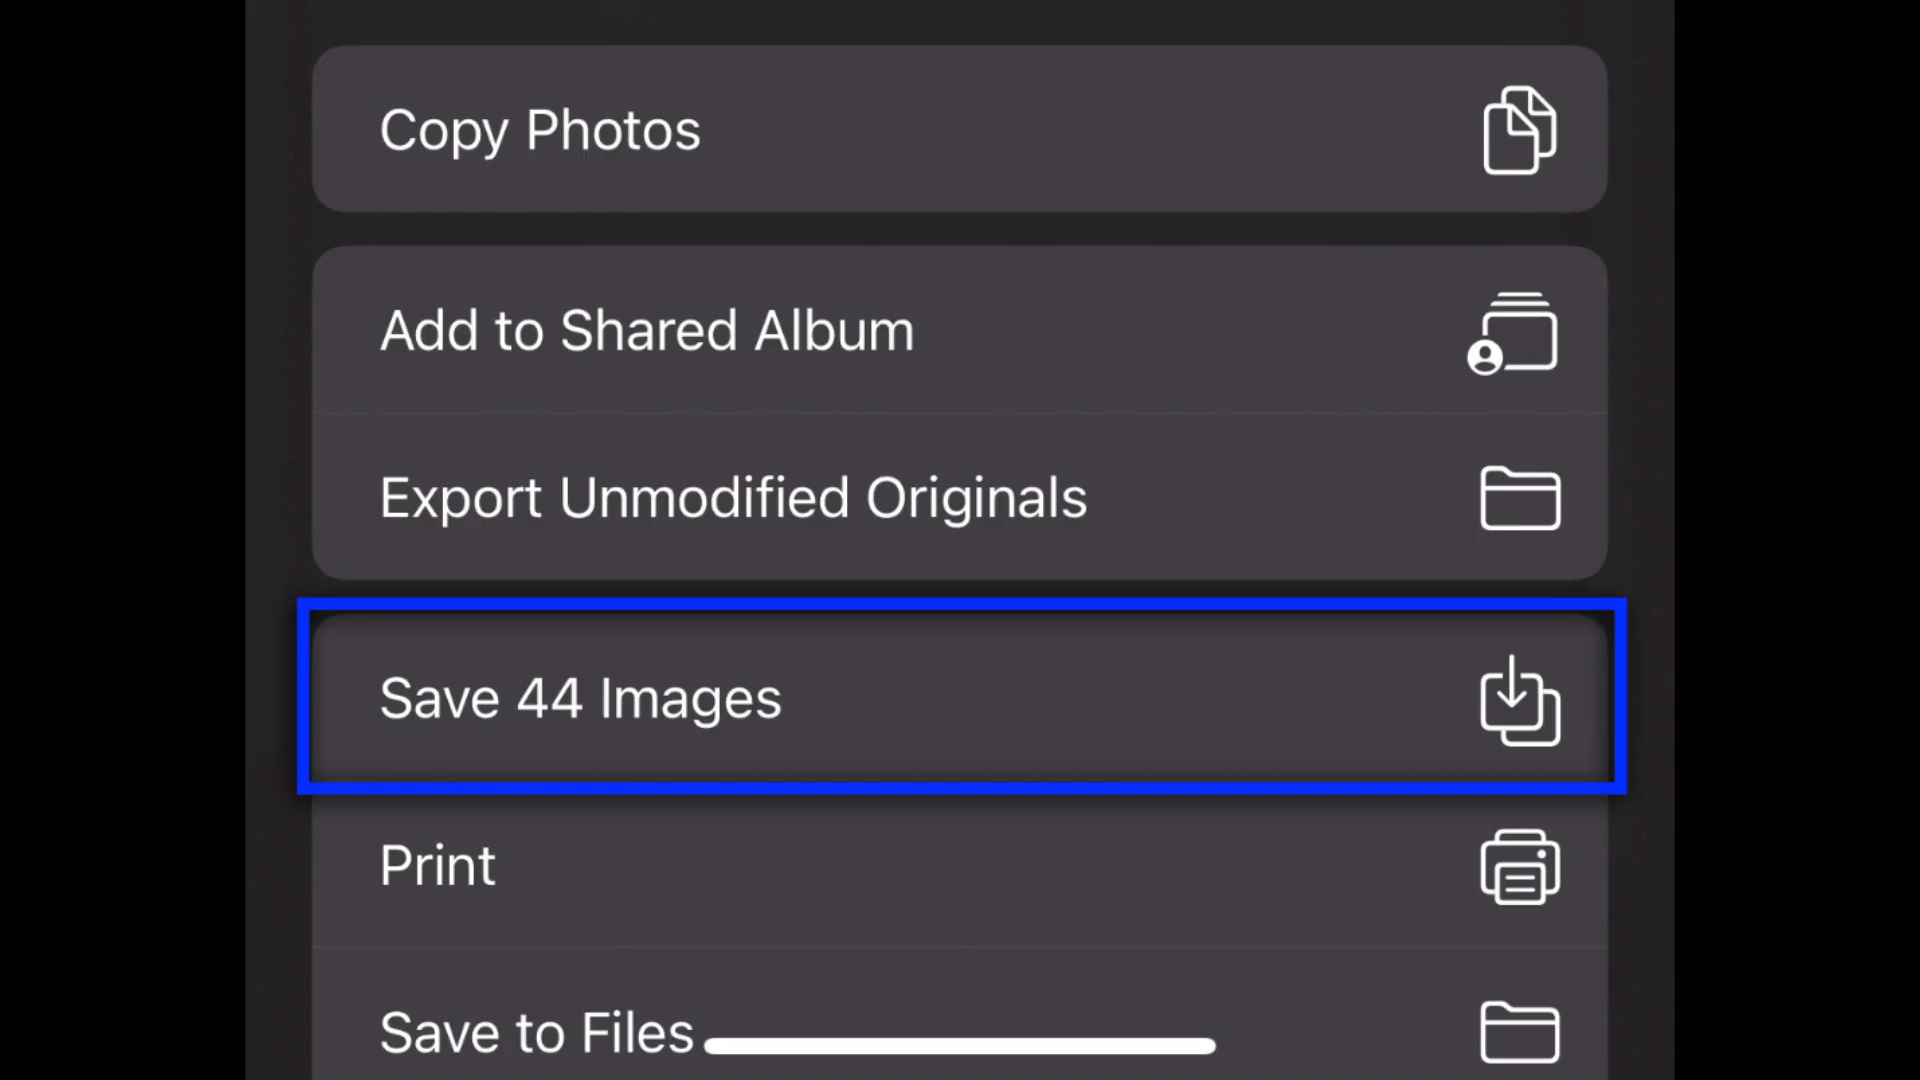 Copy Photos
Add to Shared Album
Export Unmodified Originals
Save 44 Images
Print
Save to Files